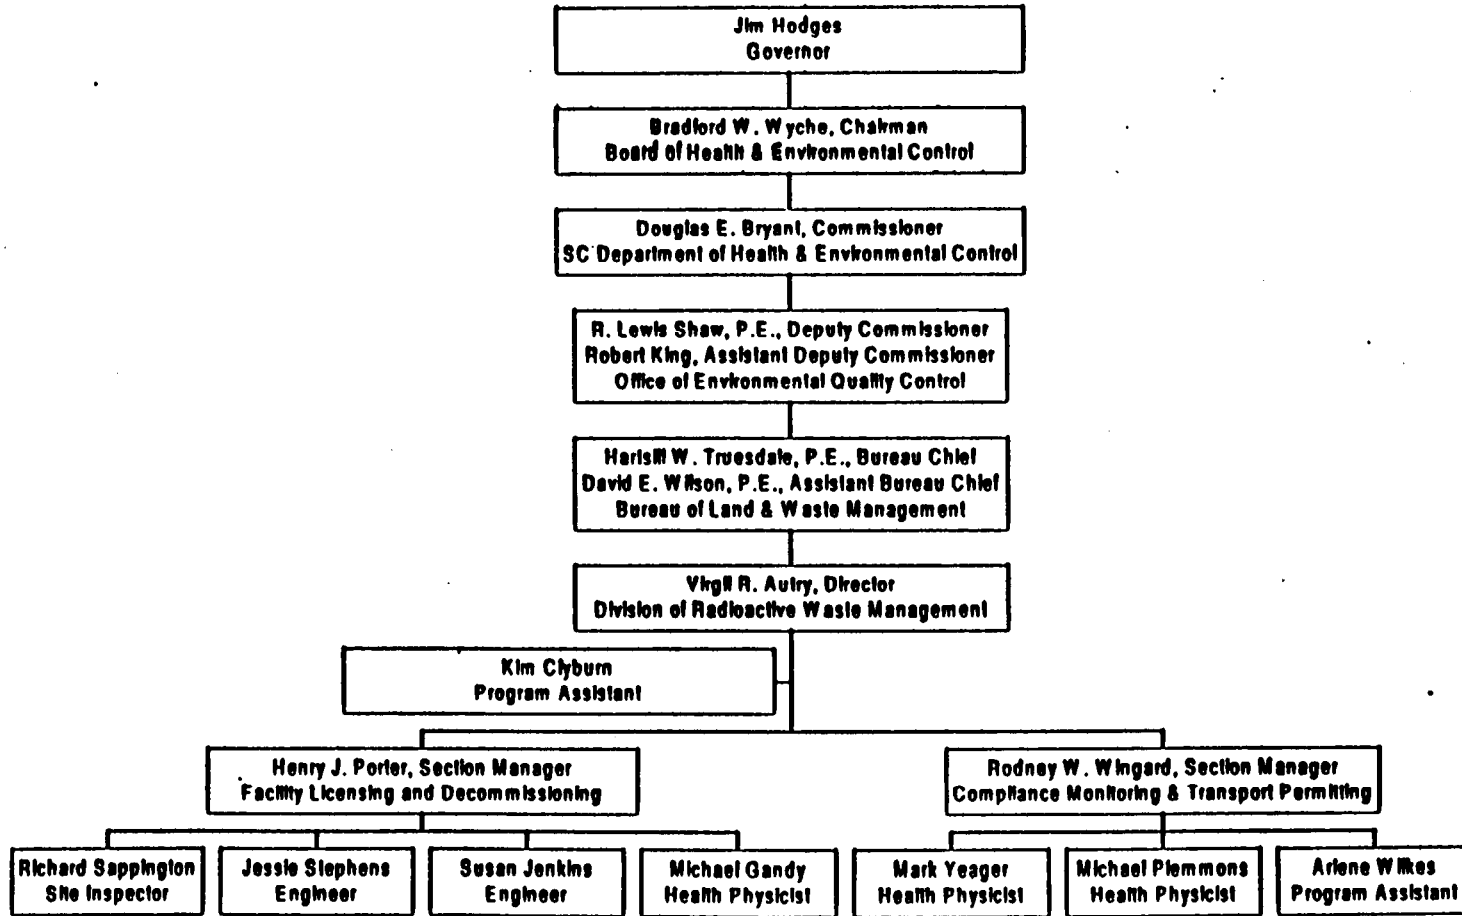 Jim Hodges
Governor
Bradford W. Wyche, Chairman
Board of Health & Environmental Control
Douglas E. Bryant, Commissioner
SC Department of Health & Environmental Control
R. Lewis Shaw, P.E., Deputy Commissioner
Robert King, Assistant Deputy Commissioner
Office of Environmental Quality Control
Hartsill W. Truesdale, P.E., Bureau Chief
David E. Wilson, P.E., Assistant Bureau Chief
Bureau of Land & Waste Management
Virgil R. Autry, Director
Division of Radioactive Waste Management
Kim Clyburn
Program Assistant
Henry J. Porter, Section Manager
Facility Licensing and Decommissioning
Rodney W. Wingard, Section Manager
Compliance Monitoring & Transport Permitting
Richard Sappington
Site Inspector
Jessie Stephens
Engineer
Susan Jenkins
Engineer
Michael Gandy
Health Physicist
Mark Yeager
Health Physicist
Michael Plemmons
Health Physicist
Arlene Wilkes
Program Assistant